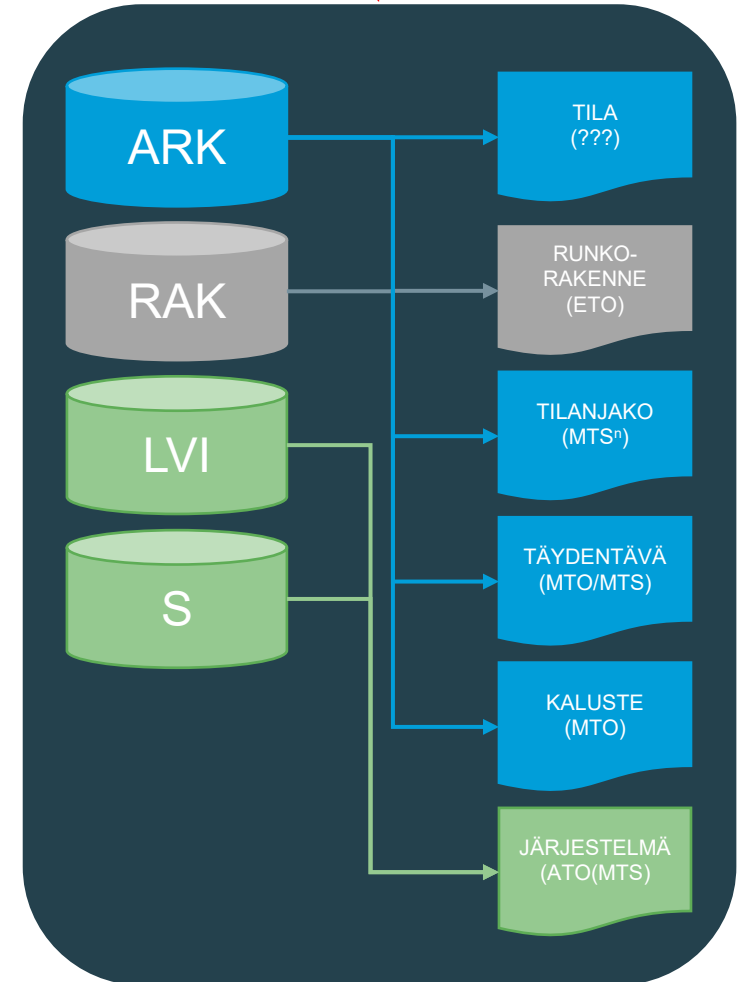 ARK
RAK
LVI
S
TILA
(???)
RUNKO-
RAKENNE
(ETO)
TILANJAKO
(MTSⁿ)
TÄYDENTÄVÄ
(MTO/MTS)
KALUSTE
(MTO)
JÄRJESTELMÄ
(ATO(MTS)